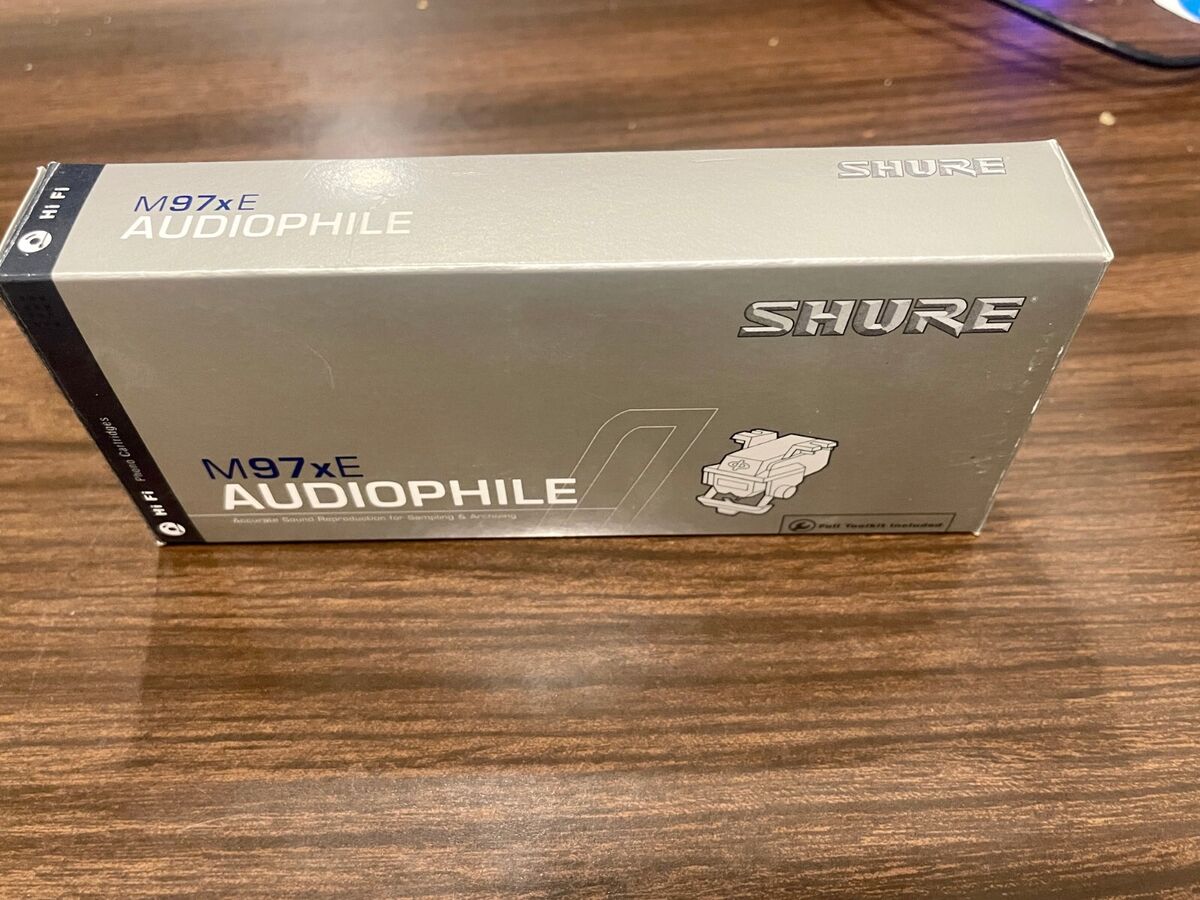 Hi Fi
M97xE
AUDIOPHILE
SHURE
SHURE
Hi Fi Phono Cartridges
M97xE
AUDIOPHILE
Accurate Sound Reproduction for Sampling & Archiving
Full Toolkit Included